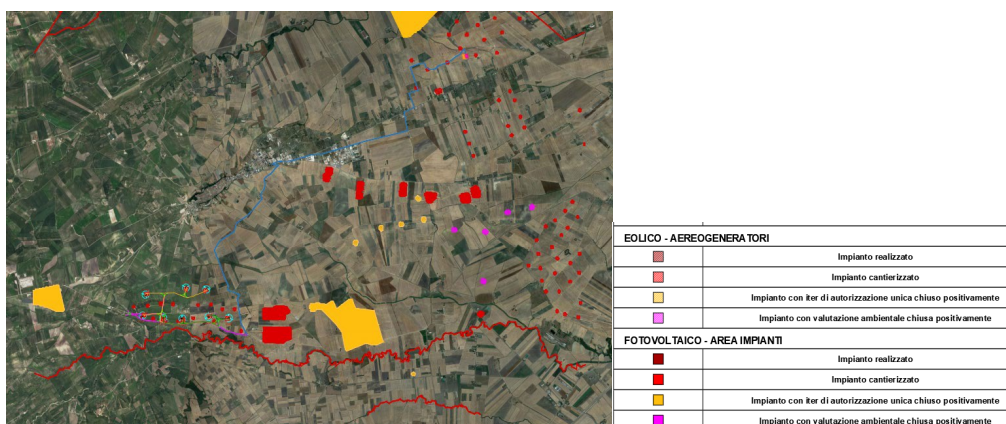 EOLICO - AEREOGENERATORI
Impianto realizzato
Impianto cantierizzato
Impianto con iter di autorizzazione unica chiuso positivamente
Impianto con valutazione ambientale chiusa positivamente
FOTOVOLTAICO - AREA IMPIANTI
Impianto realizzato
Impianto cantierizzato
Impianto con iter di autorizzazione unica chiuso positivamente
Impianto con valutazione ambientale chiusa positivamente